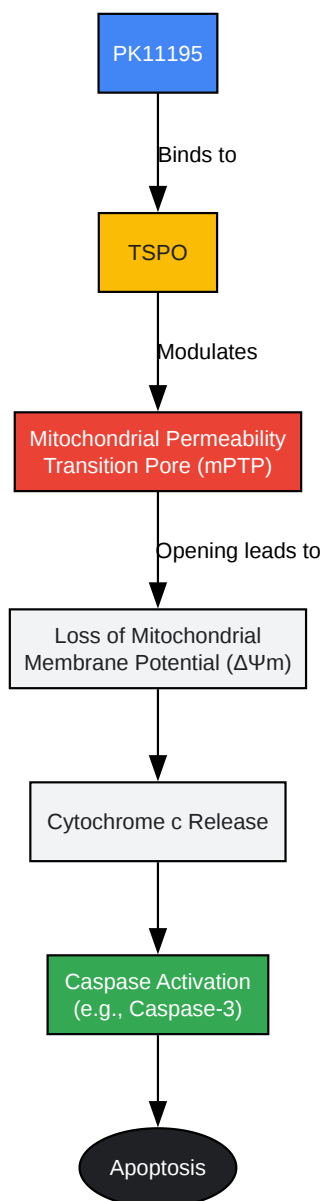 PK11195
Binds to
TSPO
Modulates
Mitochondrial Permeability
Transition Pore (mPTP)
Opening leads to
Loss of Mitochondrial
Membrane Potential (ΔΨm)
Cytochrome c Release
Caspase Activation
(e.g., Caspase-3)
Apoptosis